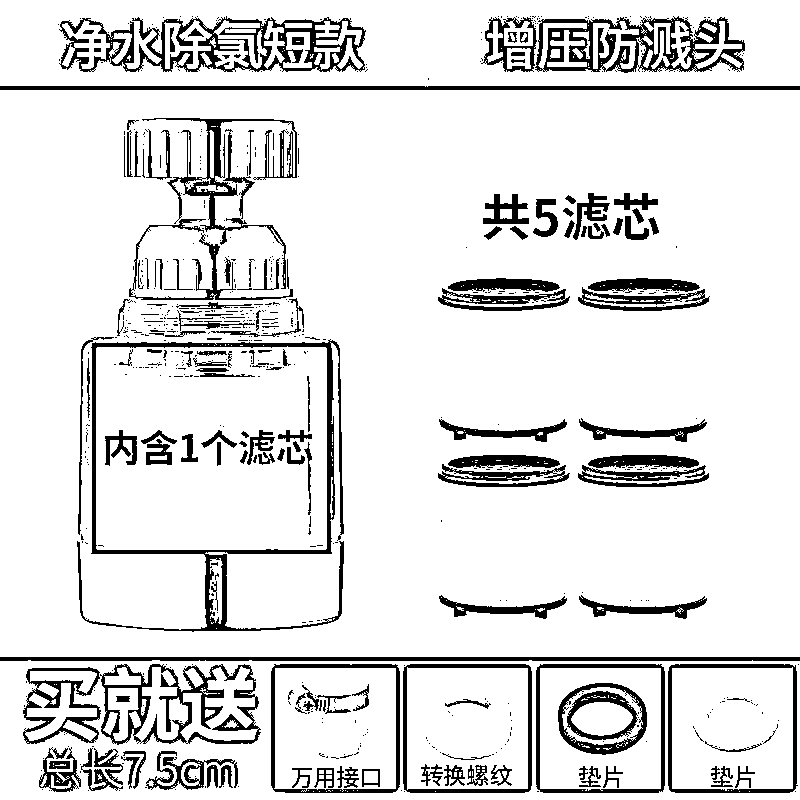 净水除氯短款 增压防溅头
共5滤芯
内含1个滤芯
买就送
总长7.5cm
万用接口 转换螺纹 垫片 垫片